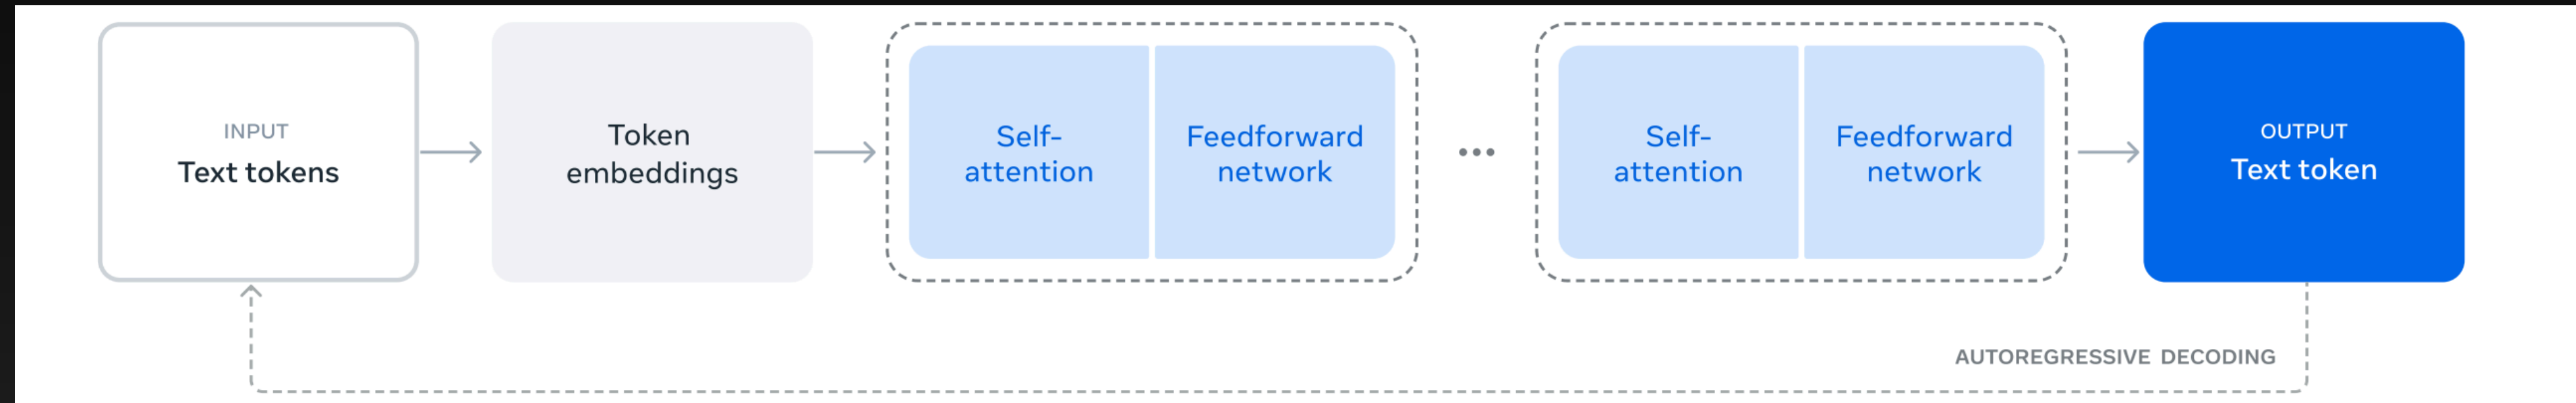 INPUT
Text tokens
Token
embeddings
Self-
attention
Feedforward
network
•••
Self-
attention
Feedforward
network
OUTPUT
Text token
AUTOREGRESSIVE DECODING